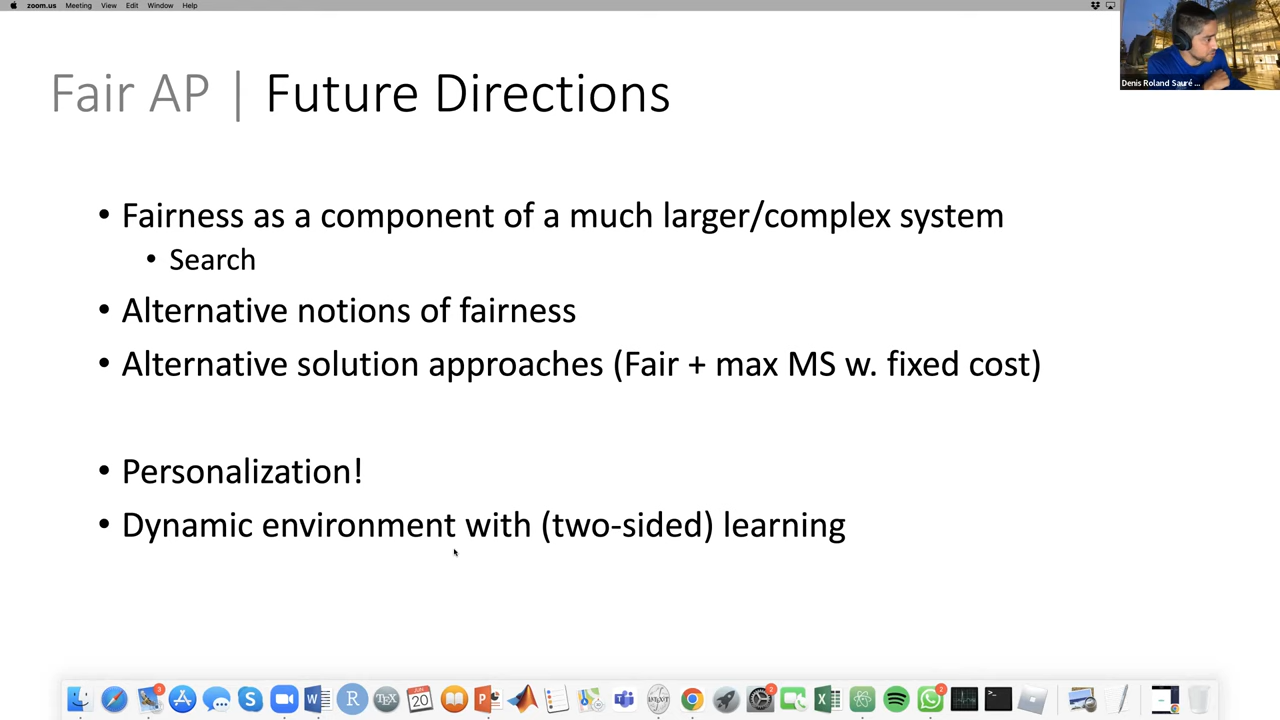 zoom.us Meeting View Edit Window Help
Denis Roland Sauré ...
Fair AP | Future Directions
• Fairness as a component of a much larger/complex system
• Search
• Alternative notions of fairness
• Alternative solution approaches (Fair + max MS w. fixed cost)
• Personalization!
• Dynamic environment with (two-sided) learning